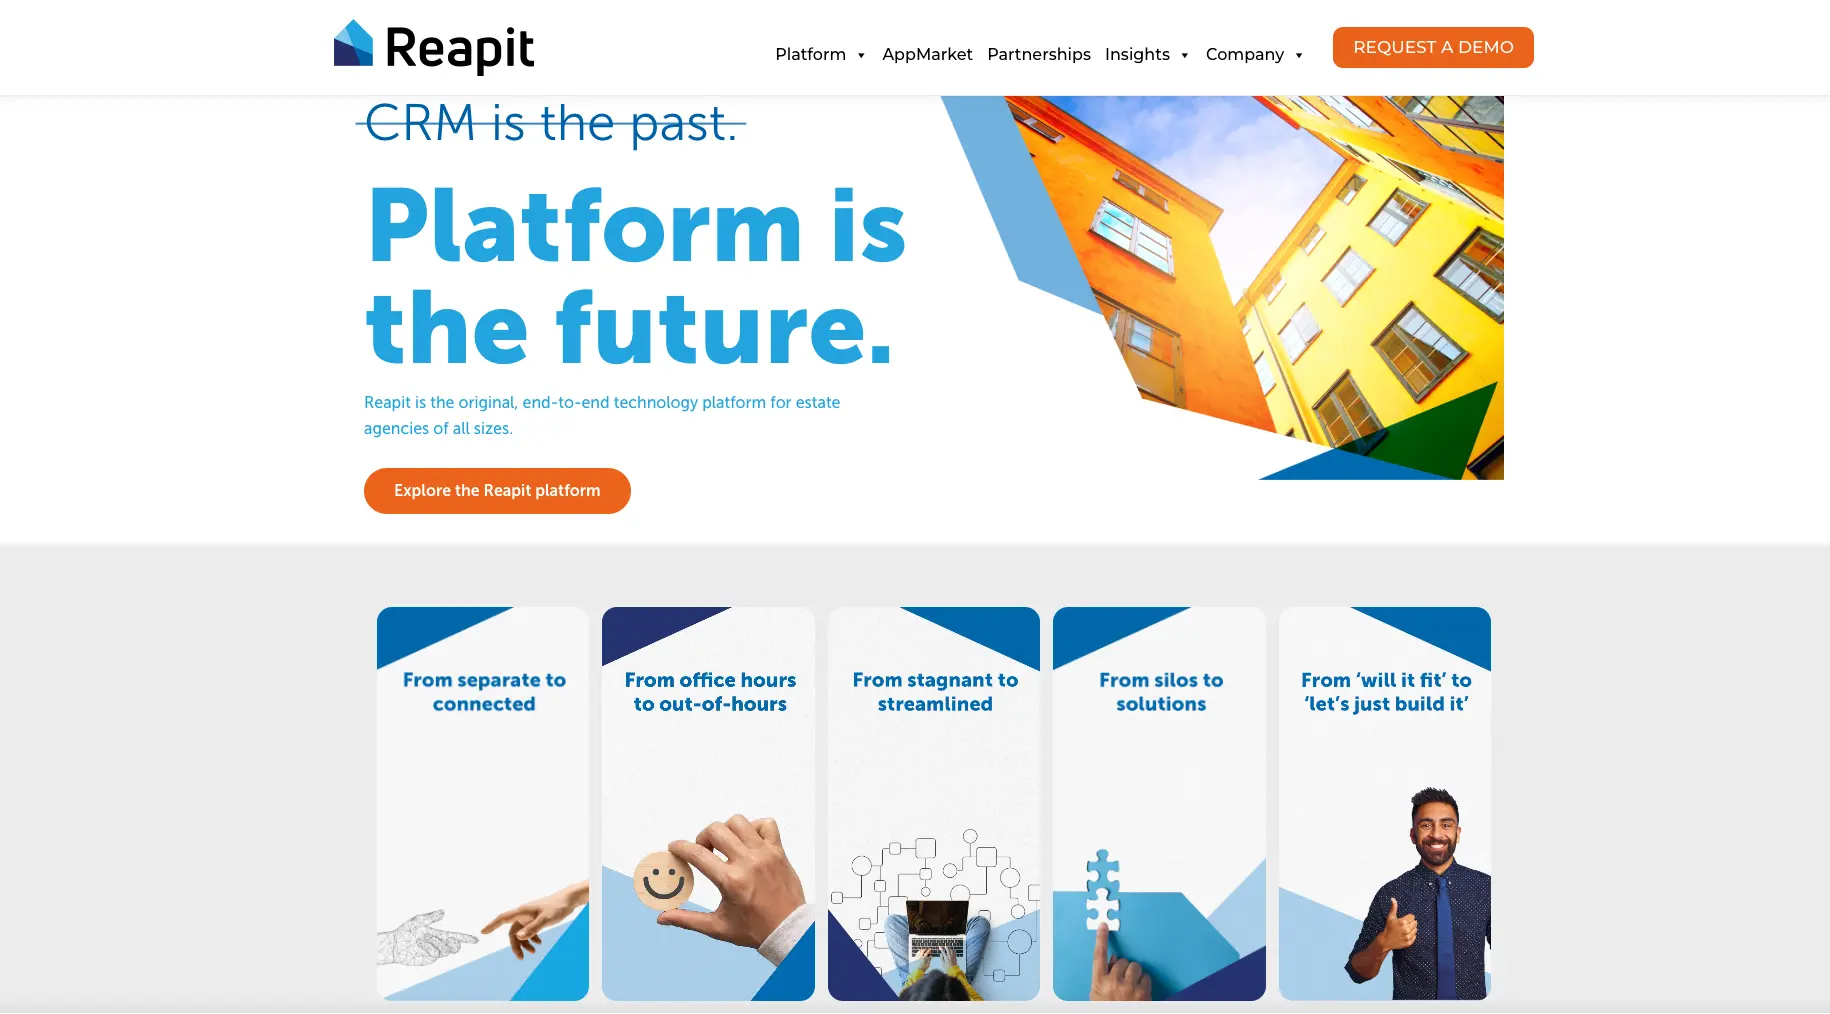 Reapit
Platform
AppMarket
Partnerships
Insights
Company
REQUEST A DEMO
CRM is the past.
Platform is
the future.
Reapit is the original, end-to-end technology platform for estate
agencies of all sizes.
Explore the Reapit platform
From separate to
connected
From office hours
to out-of-hours
From stagnant to
streamlined
From silos to
solutions
From ‘will it fit’ to
‘let’s just build it’